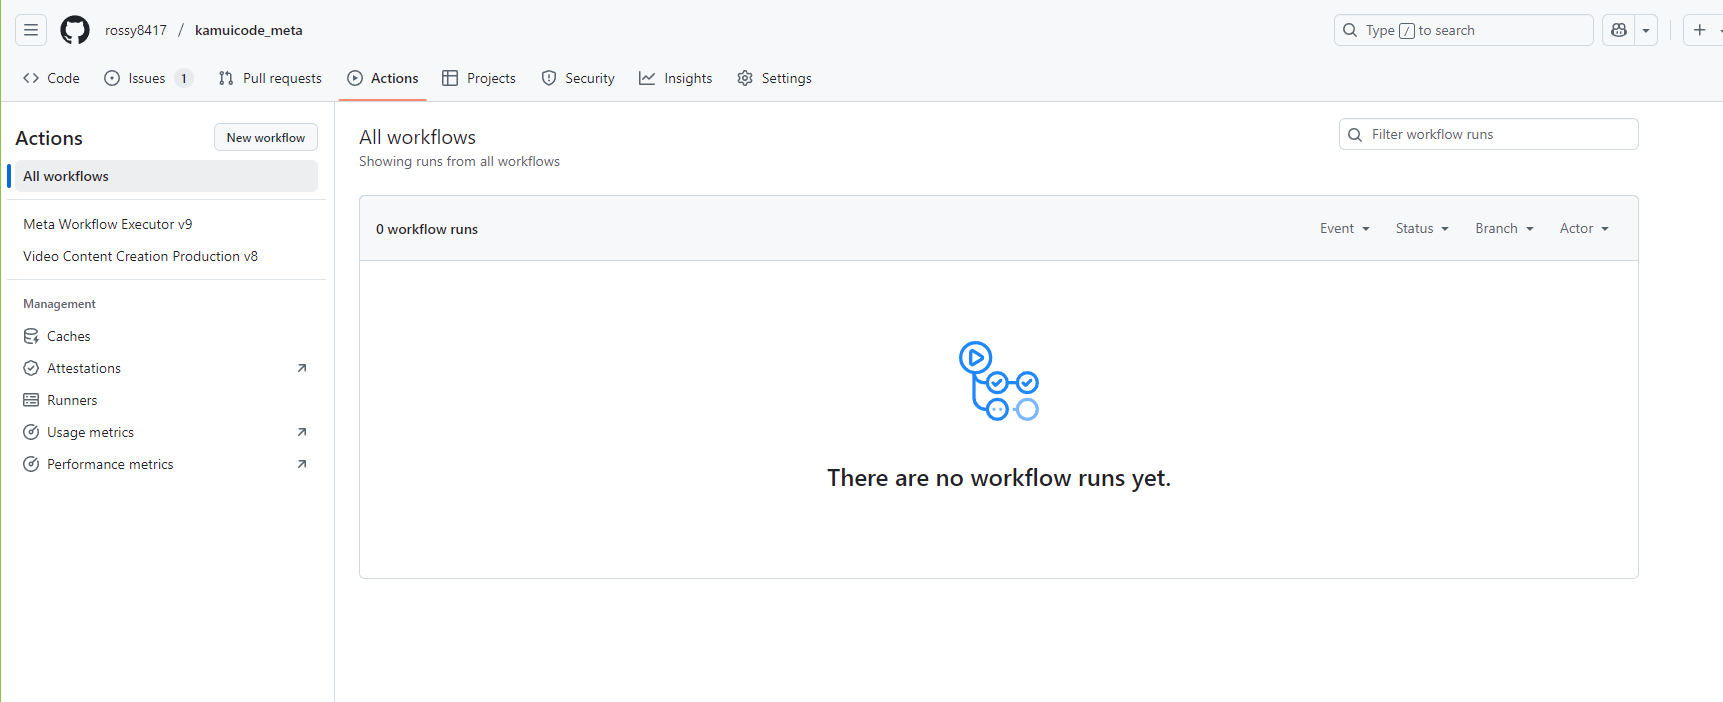 rossy8417 / kamuicode_meta
Type / to search
Code
Issues 1
Pull requests
Actions
Projects
Security
Insights
Settings
Actions
New workflow
All workflows
Meta Workflow Executor v9
Video Content Creation Production v8
Management
Caches
Attestations
Runners
Usage metrics
Performance metrics
All workflows
Showing runs from all workflows
Filter workflow runs
0 workflow runs
Event
Status
Branch
Actor
There are no workflow runs yet.